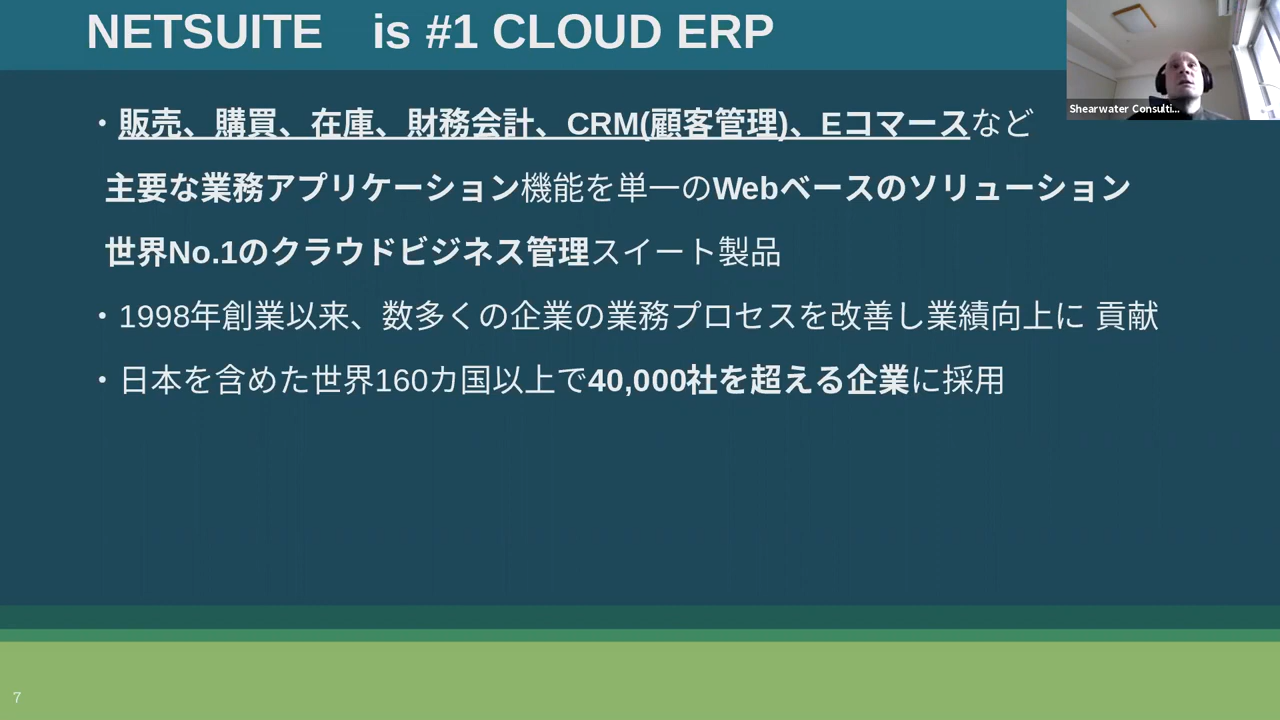 NETSUITE　is #1 CLOUD ERP
Shearwater Consulti...
・販売、購買、在庫、財務会計、CRM(顧客管理)、Eコマースなど
主要な業務アプリケーション機能を単一のWebベースのソリューション
世界No.1のクラウドビジネス管理スイート製品
・1998年創業以来、数多くの企業の業務プロセスを改善し業績向上に 貢献
・日本を含めた世界160カ国以上で40,000社を超える企業に採用
7